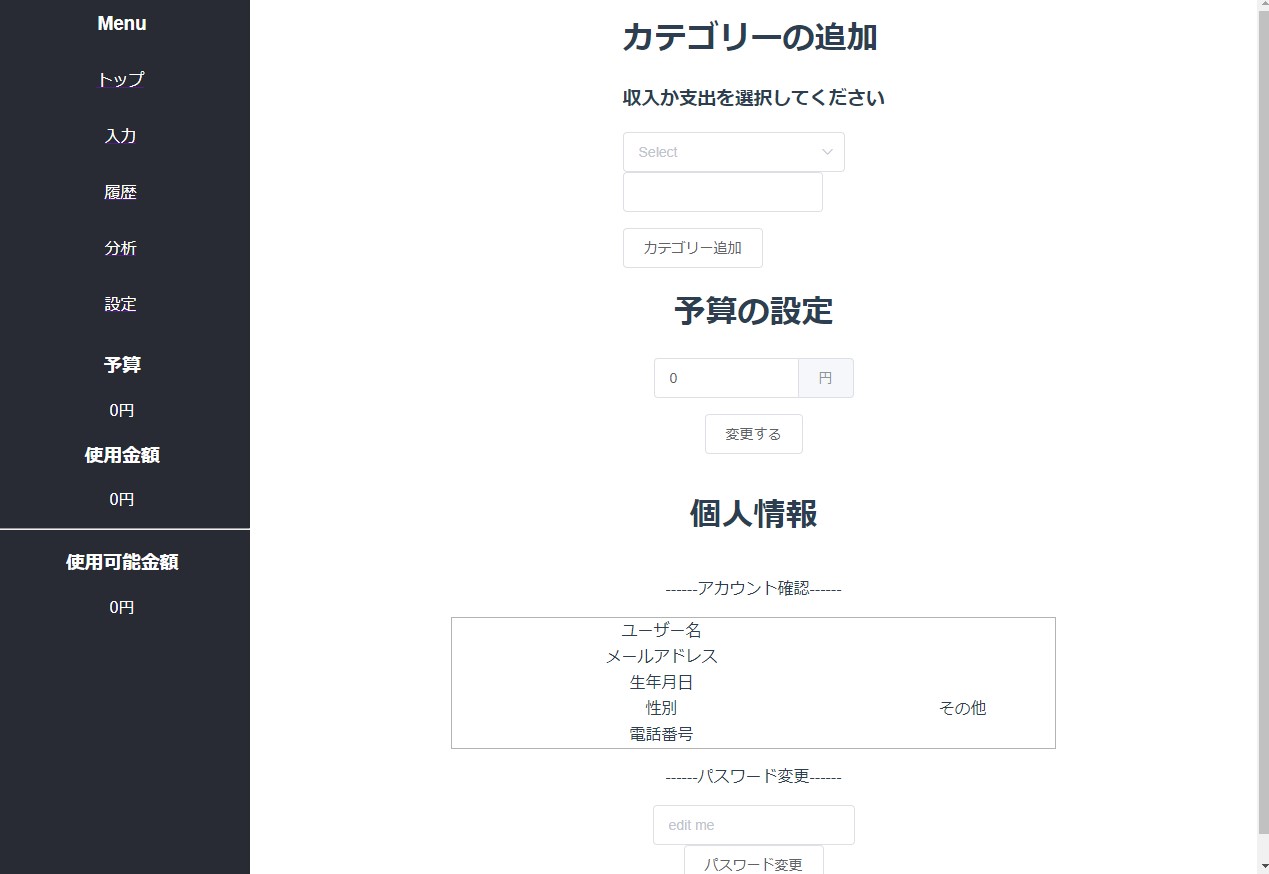 Menu
トップ
入力
履歴
分析
設定
予算
0円
使用金額
0円
使用可能金額
0円
カテゴリーの追加
収入か支出を選択してください
Select
カテゴリー追加
予算の設定
0 円
変更する
個人情報
------アカウント確認------
ユーザー名
メールアドレス
生年月日
性別 その他
電話番号
------パスワード変更------
edit me
パスワード変更